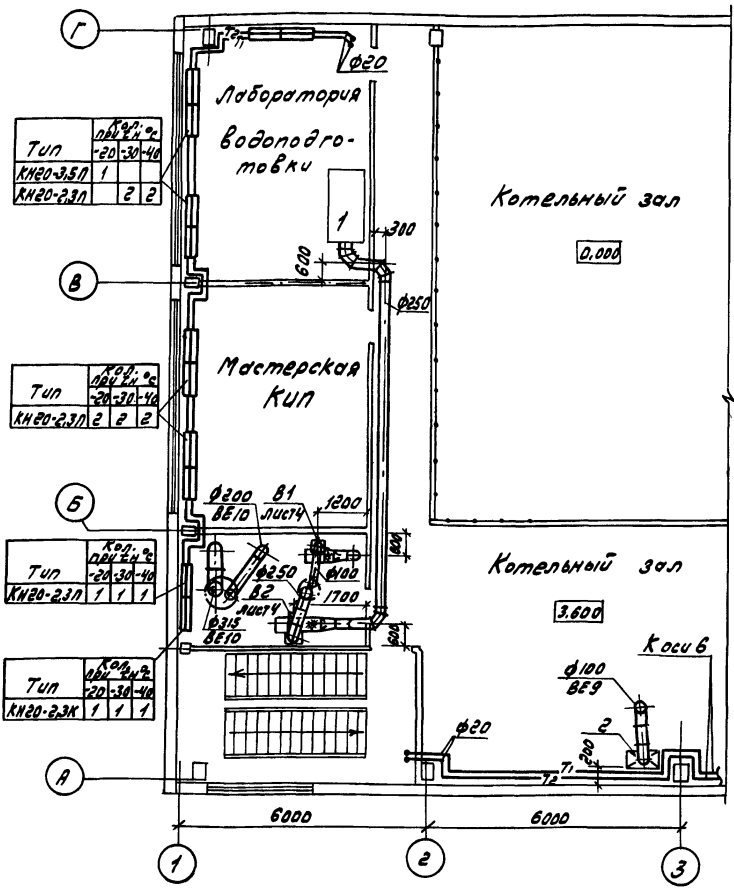 Г
Т2
Т1
ф20
Лаборатория
водоподго-
товки
Кол.
при tн °С
Тип
-20 -30 -40
КН20-3,5П 1
КН20-2,3П 2 2
1
Котельный зал
0,000
300
600
В
ф250
Мастерская
КИП
Кол.
при tн °С
Тип
-20 -30 -40
КН20-2,3П 2 2 2
Б
ф200
ВЕ10
В1
лист4
1200
600
ф100
ф250
В2
лист4
1700
ф315
ВЕ10
600
Кол.
при tн °С
Тип
-20 -30 -40
КН20-2,3П 1 1 1
Котельный зал
3.600
К оси 6
ф100
ВЕ9
2
200
Кол.
при tн °С
Тип
-20 -30 -40
КН20-2,3К 1 1 1
ф20
Т1
Т2
А
6000
6000
1
2
3